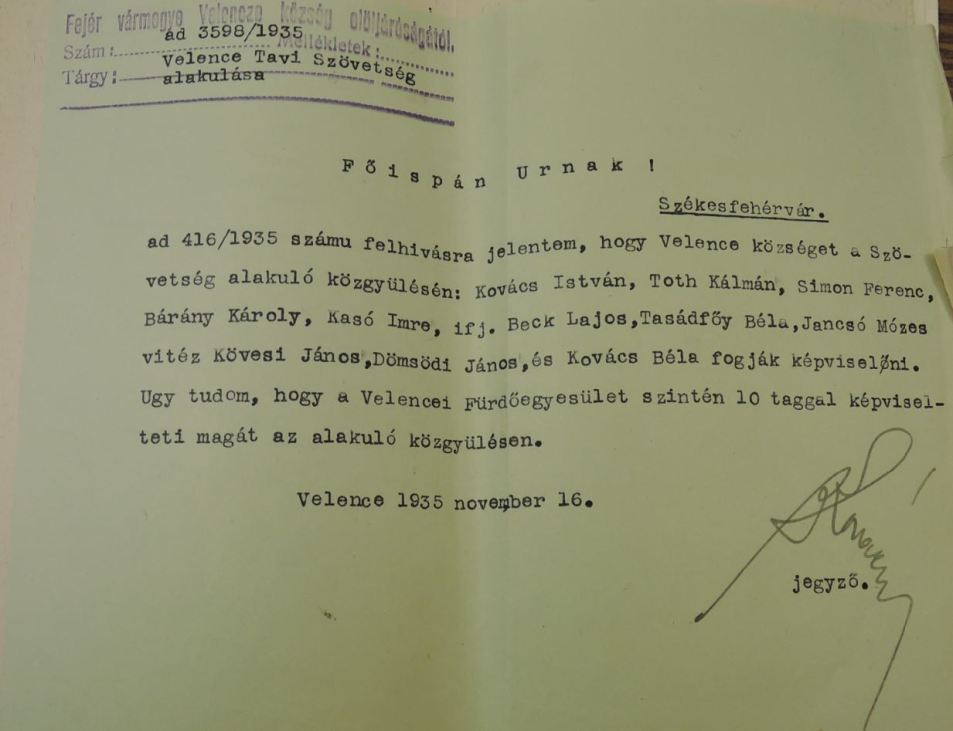 Fejér vármegye Velencze község elöljáróságától.
ad 3598/1935
Szám: Mellékletek:
Velence Tavi Szövetség
Tárgy: alakulása
Főispán Urnak !
Székesfehérvár.
ad 416/1935 számu felhivásra jelentem, hogy Velence községet a Szö-
vetség alakuló közgyülésén: Kovács István, Toth Kálmán, Simon Ferenc,
Bárány Károly, Kasó Imre, ifj. Beck Lajos,Tasádfőy Béla,Jancsó Mózes
vitéz Kövesi János,Dömsödi János,és Kovács Béla fogják képviselni.
Ugy tudom, hogy a Velencei Fürdőegyesület szintén 10 taggal képvisel-
teti magát az alakuló közgyülésen.
Velence 1935 november 16.
jegyző.